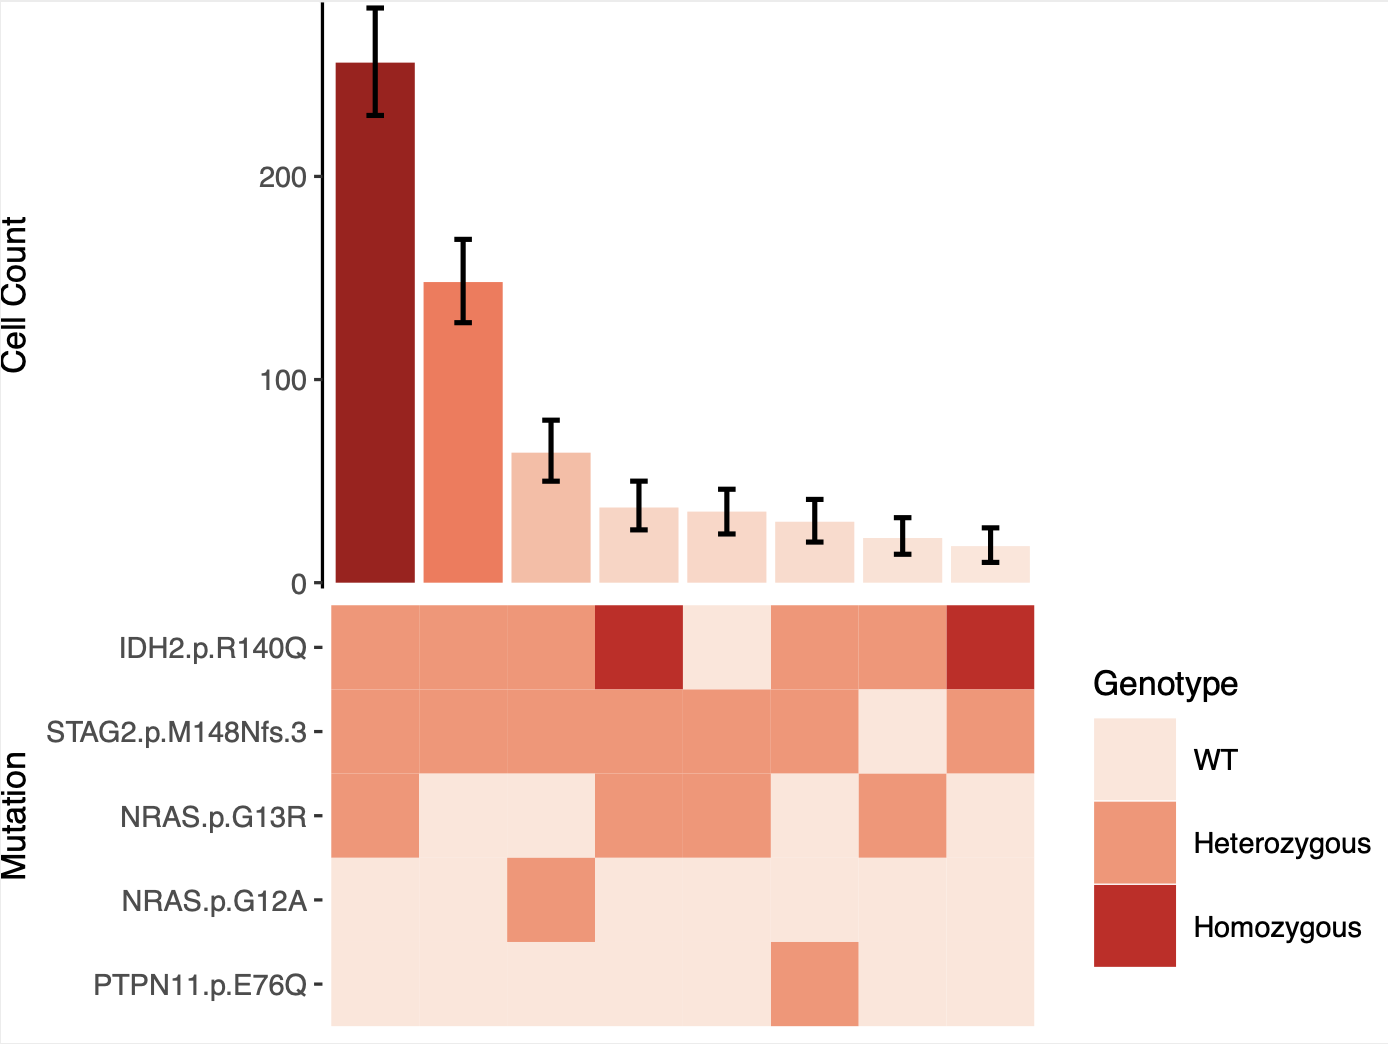 Cell Count
200
100
0
Mutation
IDH2.p.R140Q
STAG2.p.M148Nfs.3
NRAS.p.G13R
NRAS.p.G12A
PTPN11.p.E76Q
Genotype
WT
Heterozygous
Homozygous